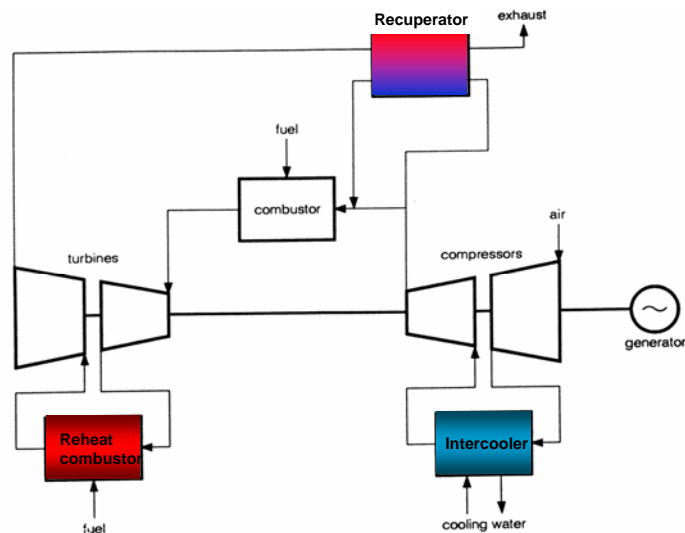 Recuperator
exhaust
fuel
combustor
air
turbines
compressors
generator
Reheat
combustor
Intercooler
fuel
cooling water